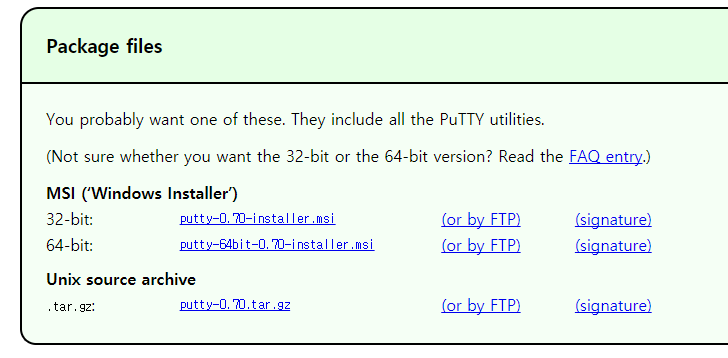 Package files
You probably want one of these. They include all the PuTTY utilities.
(Not sure whether you want the 32-bit or the 64-bit version? Read the FAQ entry.)
MSI (‘Windows Installer’)
32-bit: putty-0.70-installer.msi (or by FTP) (signature)
64-bit: putty-64bit-0.70-installer.msi (or by FTP) (signature)
Unix source archive
.tar.gz: putty-0.70.tar.gz (or by FTP) (signature)